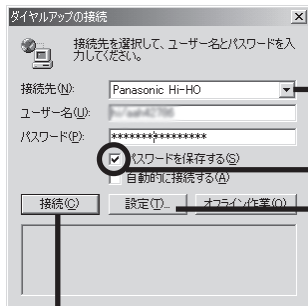 ダイヤルアップの接続
接続先を選択して、ユーザー名とパスワードを入
力してください。
接続先(N): Panasonic Hi-HO
ユーザー名(U):
パスワード(P): ****************
パスワードを保存する(S)
自動的に接続する(A)
接続(C) 設定(T)... オフライン作業(O)